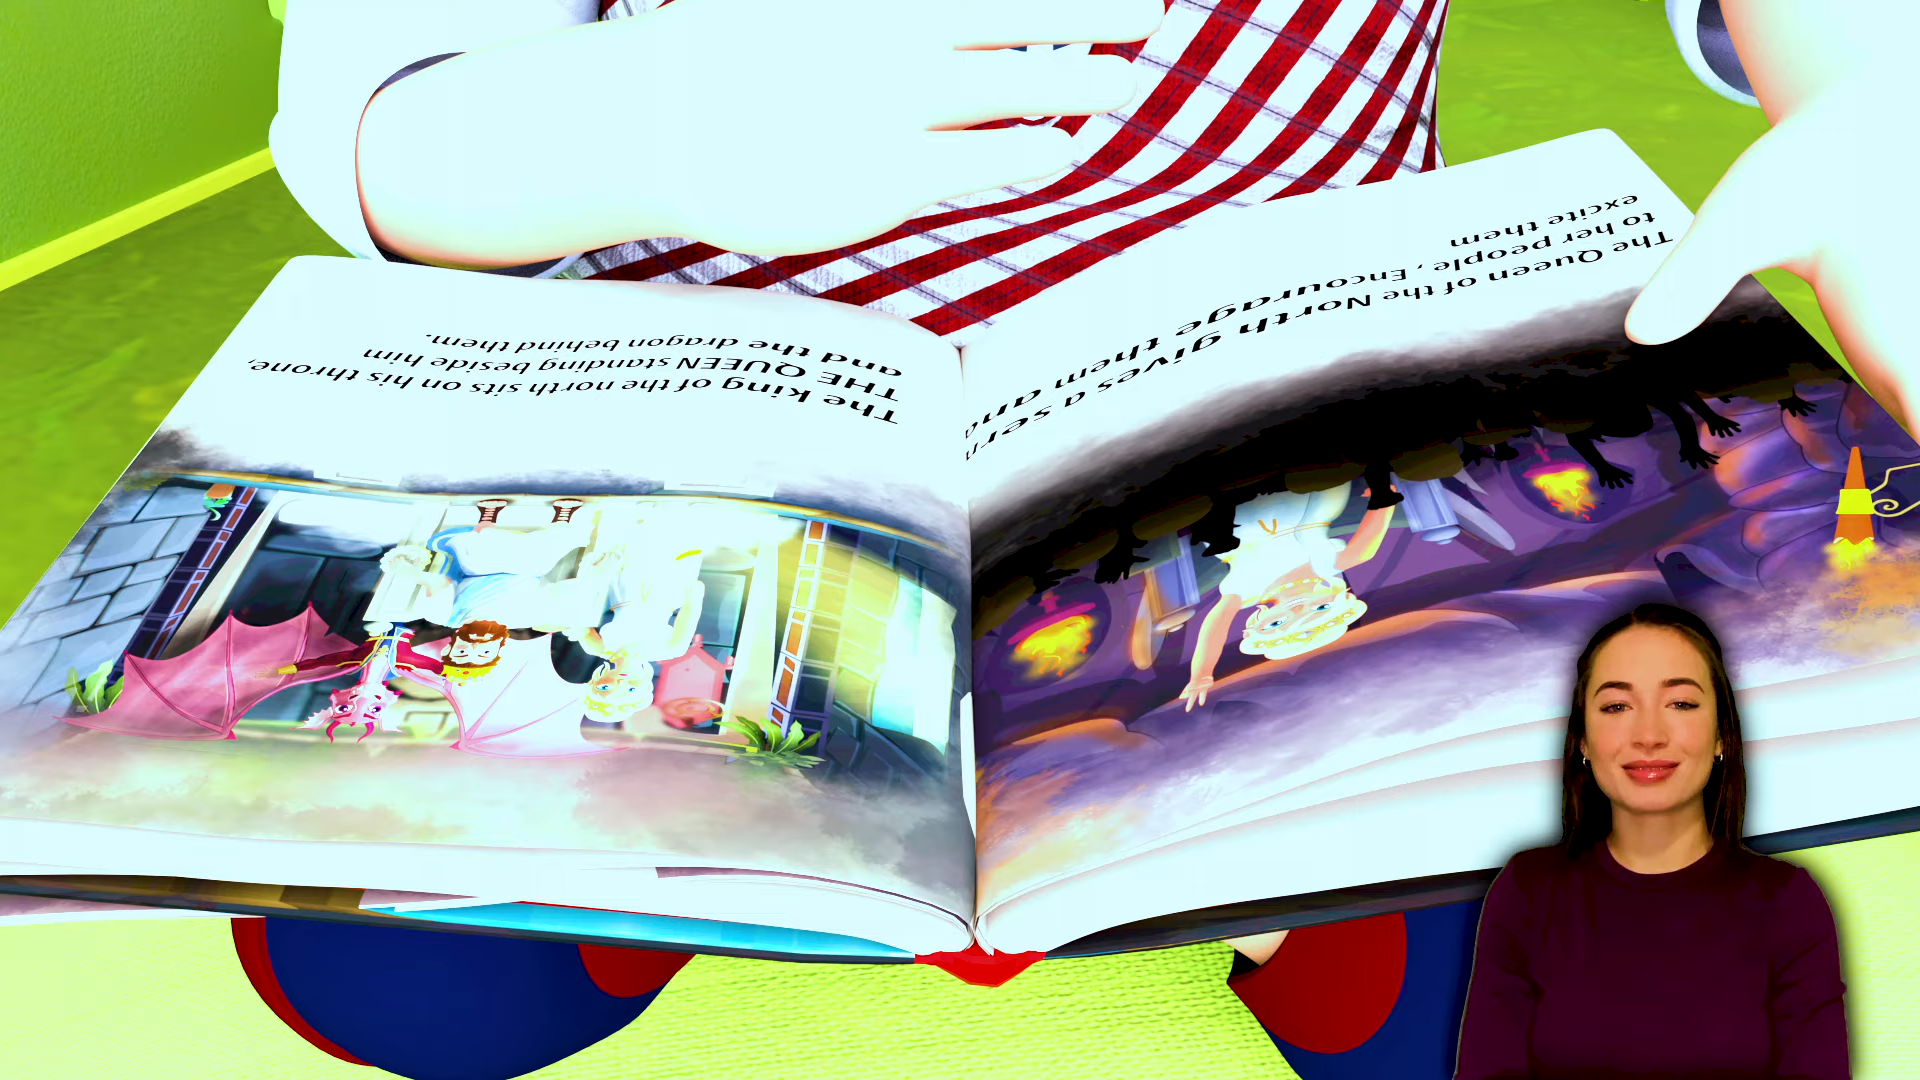 The king of the north sits on his throne,
THE QUEEN standing beside him
and the dragon behind them.
The Queen of the North gives a
to her people, Encourage them
excite them